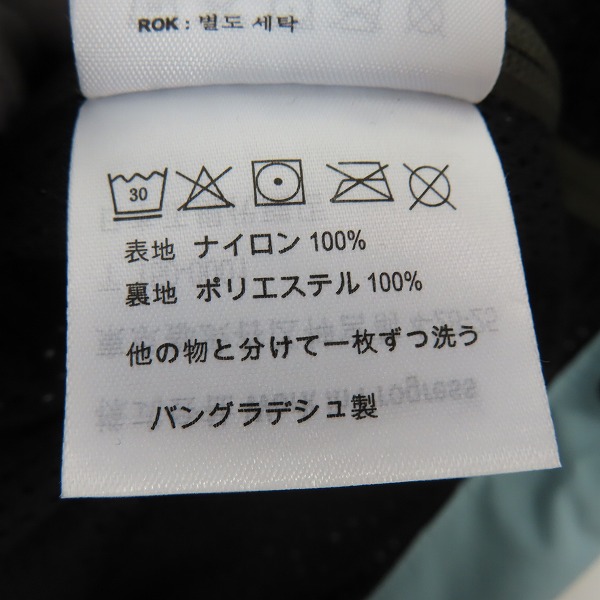 ROK : 별도 세탁
30
表地 ナイロン 100%
裏地 ポリエステル 100%
他の物と分けて一枚ずつ洗う
バングラデシュ製